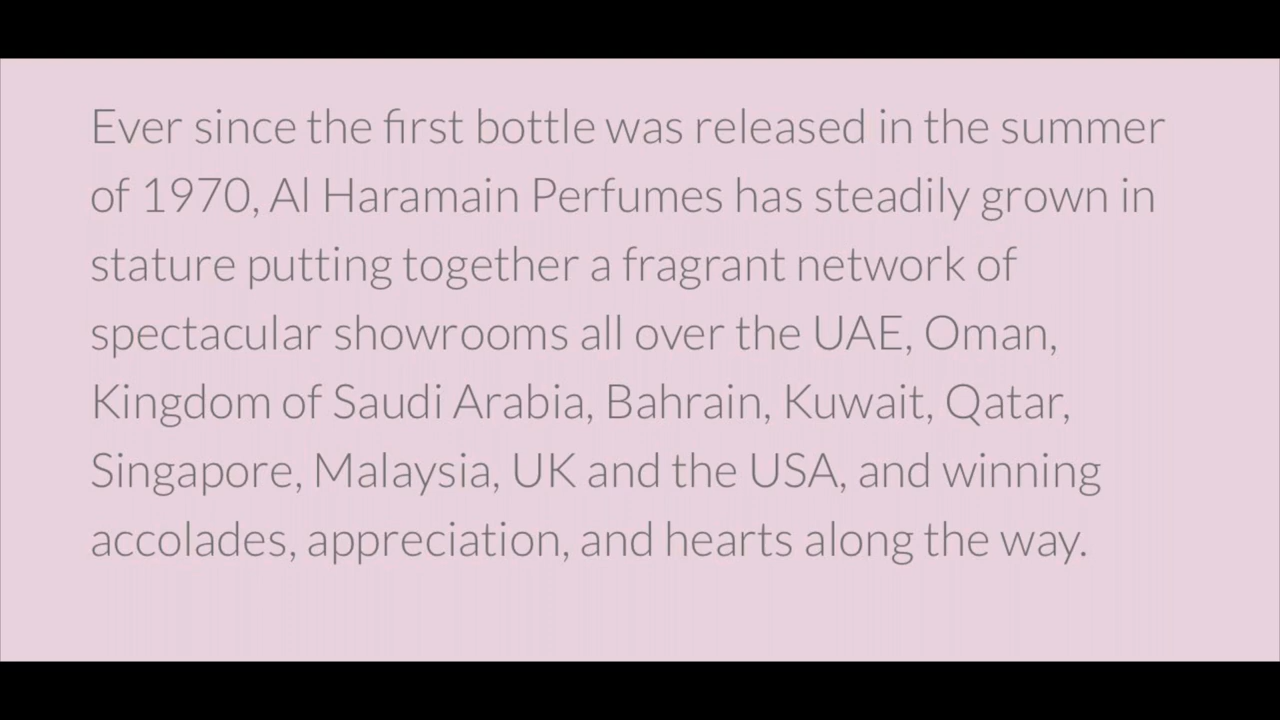 Ever since the first bottle was released in the summer
of 1970, Al Haramain Perfumes has steadily grown in
stature putting together a fragrant network of
spectacular showrooms all over the UAE, Oman,
Kingdom of Saudi Arabia, Bahrain, Kuwait, Qatar,
Singapore, Malaysia, UK and the USA, and winning
accolades, appreciation, and hearts along the way.